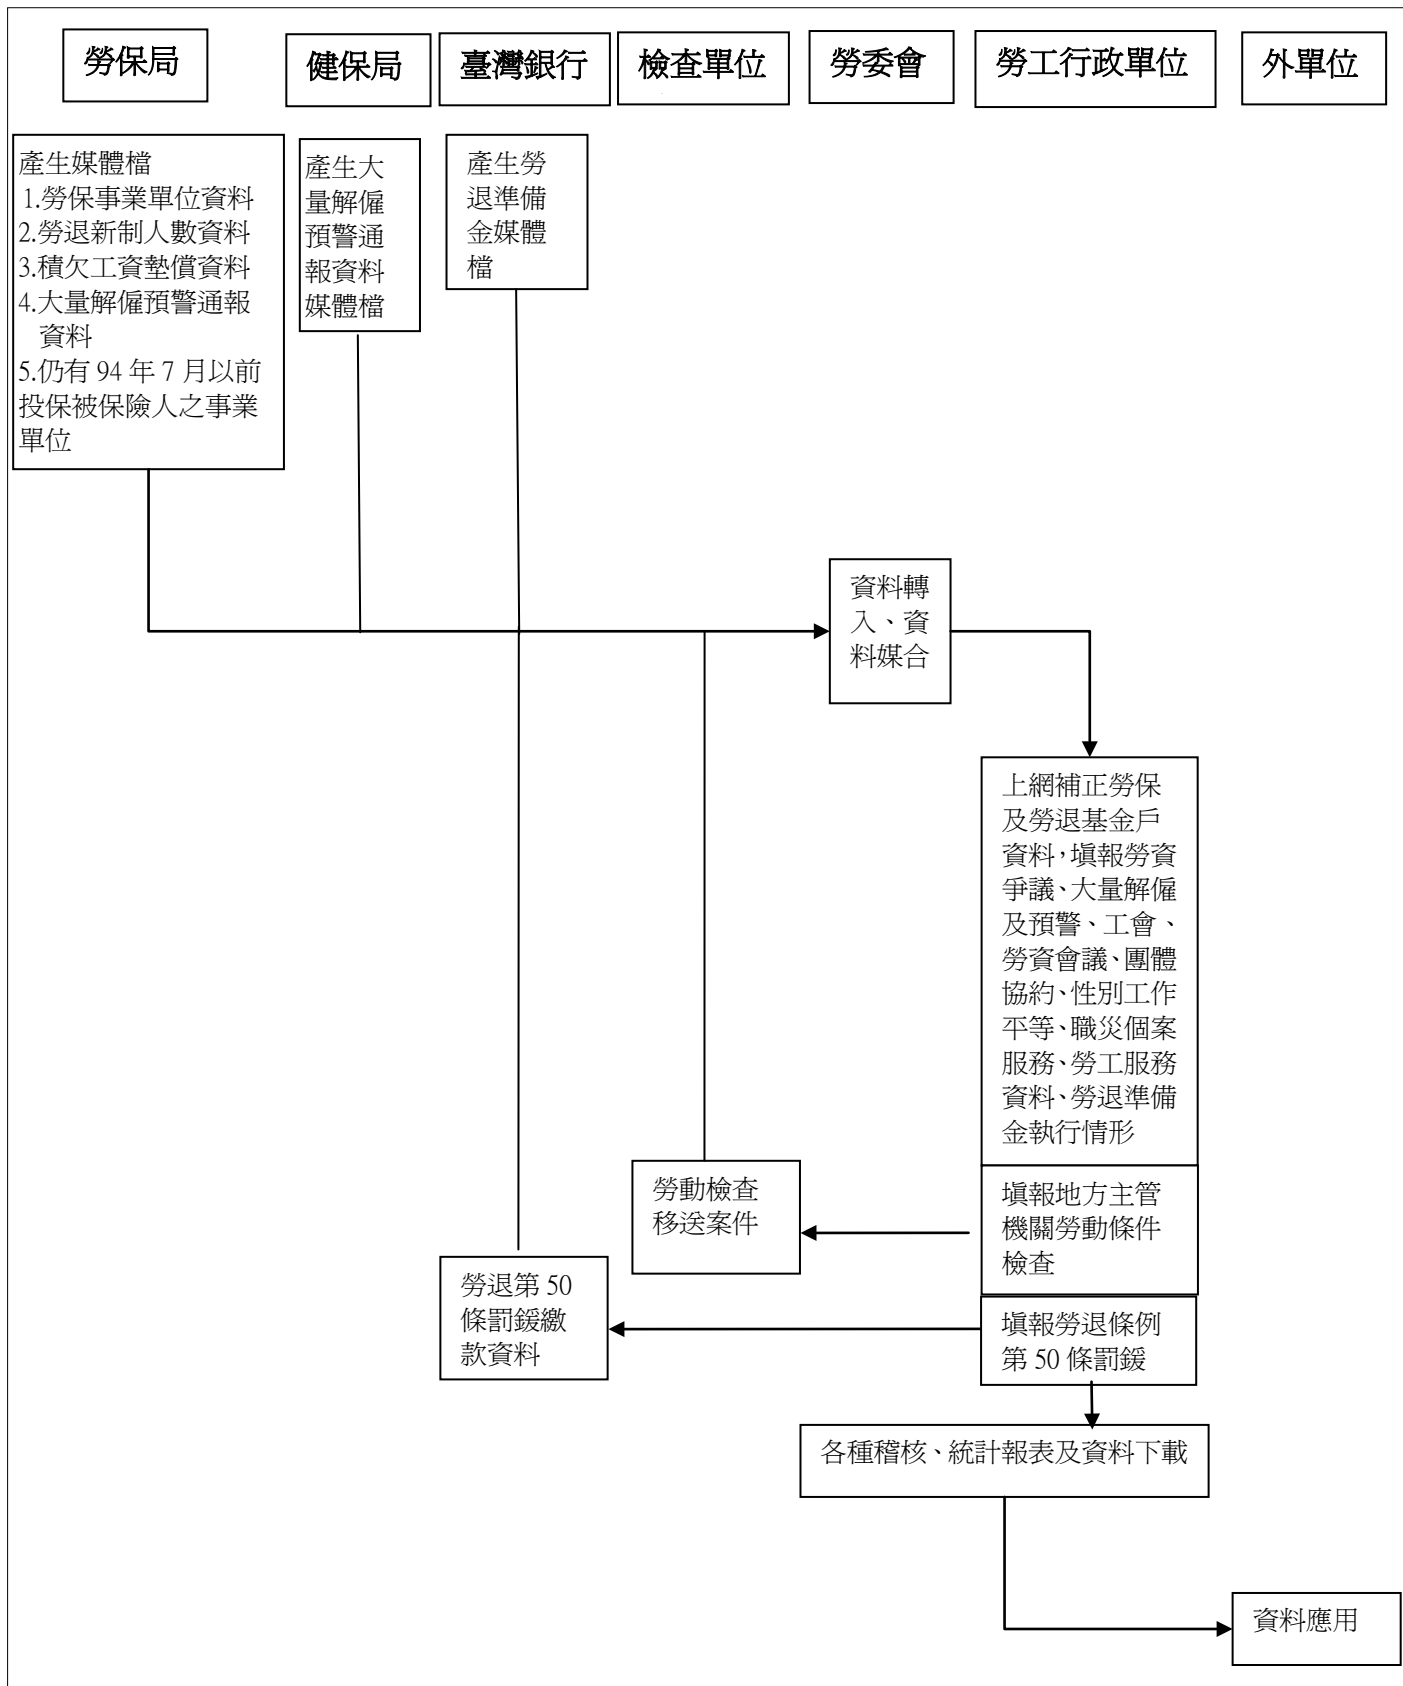 勞保局
健保局
臺灣銀行
檢查單位
勞委會
勞工行政單位
外單位
產生媒體檔
1.勞保事業單位資料
2.勞退新制人數資料
3.積欠工資墊償資料
4.大量解僱預警通報
資料
5.仍有 94 年 7 月以前
投保被保險人之事業
單位
產生大
量解僱
預警通
報資料
媒體檔
產生勞
退準備
金媒體
檔
資料轉
入、資
料媒合
上網補正勞保
及勞退基金戶
資料,填報勞資
爭議、大量解僱
及預警、工會、
勞資會議、團體
協約、性別工作
平等、職災個案
服務、勞工服務
資料、勞退準備
金執行情形
勞動檢查
移送案件
填報地方主管
機關勞動條件
檢查
勞退第 50
條罰鍰繳
款資料
填報勞退條例
第 50 條罰鍰
各種稽核、統計報表及資料下載
資料應用